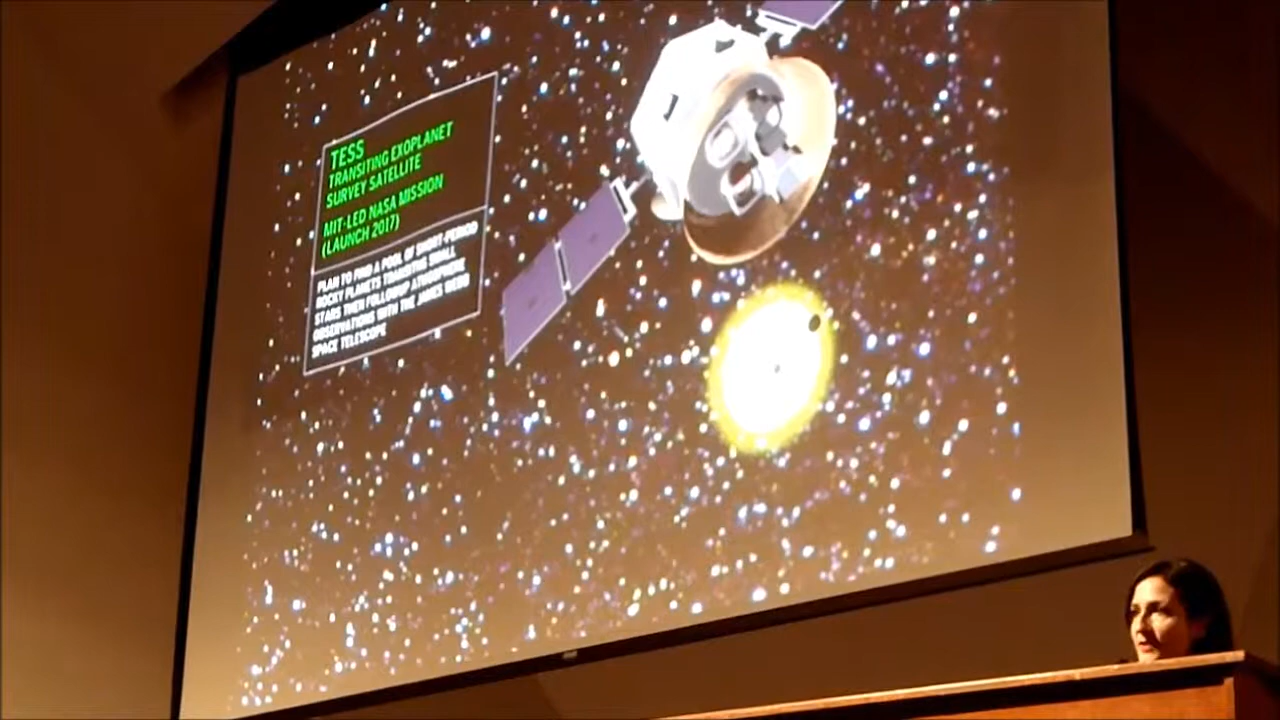 TESS
TRANSITING EXOPLANET
SURVEY SATELLITE
MIT-LED NASA MISSION
(LAUNCH 2017)
PLAN TO FIND A POOL OF SHORT-PERIOD
ROCKY PLANETS TRANSITING SMALL
STARS THEN FOLLOWUP ATMOSPHERE
OBSERVATIONS WITH THE JAMES WEBB
SPACE TELESCOPE